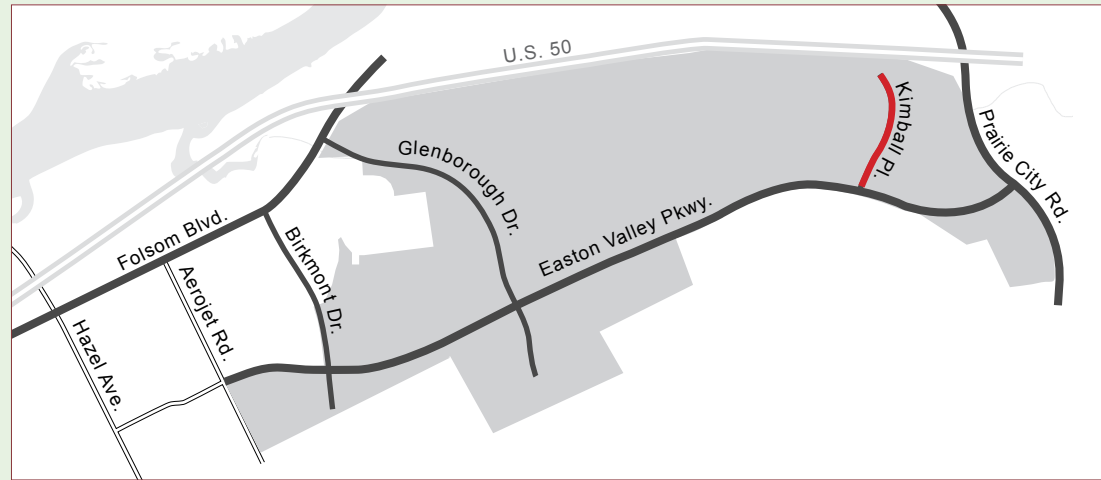 U.S. 50
Kimball Pl.
Prairie City Rd.
Glenborough Dr.
Folsom Blvd.
Easton Valley Pkwy.
Birkmont Dr.
Aerojet Rd.
Hazel Ave.